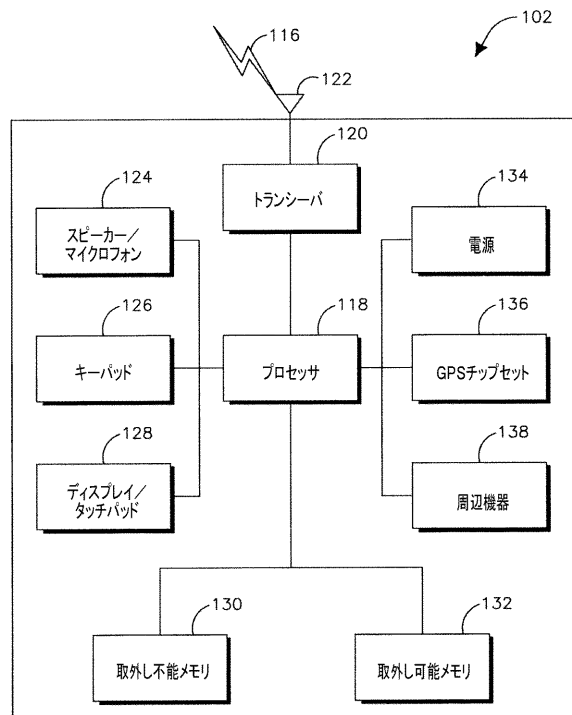 116
102
122
120
トランシーバ
124
スピーカー／
マイクロフォン
134
電源
126
キーパッド
118
プロセッサ
136
GPSチップセット
128
ディスプレイ／
タッチパッド
138
周辺機器
130
取外し不能メモリ
132
取外し可能メモリ